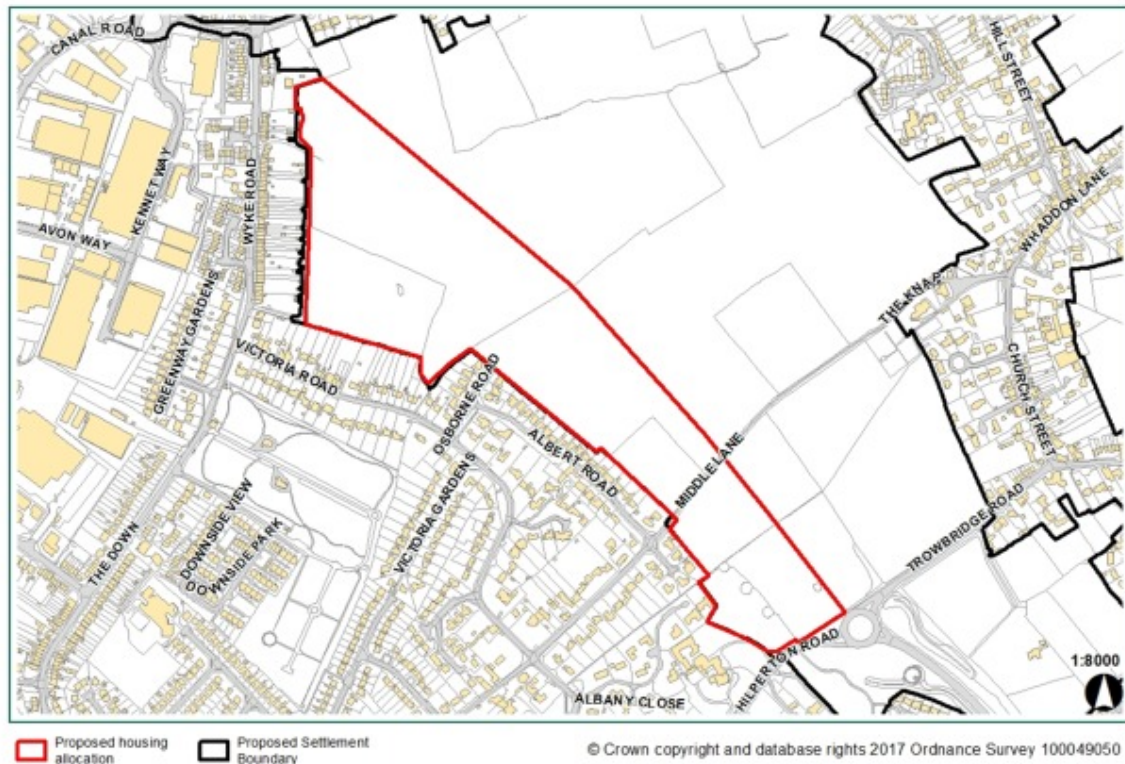 CANAL ROAD
HILL STREET
KENNET WAY
WYKE ROAD
WHADDON LANE
AVON WAY
THE KNAP
GREENWAY GARDENS
VICTORIA ROAD
CHURCH STREET
OSBORNE ROAD
ALBERT ROAD
MIDDLE LANE
VICTORIA GARDENS
TROWBRIDGE ROAD
DOWNSIDE VIEW
THE DOWN
DOWNSIDE PARK
HILPERTON ROAD
1:8000
ALBANY CLOSE
Proposed housing
allocation
Proposed Settlement
Boundary
© Crown copyright and database rights 2017 Ordnance Survey 100049050